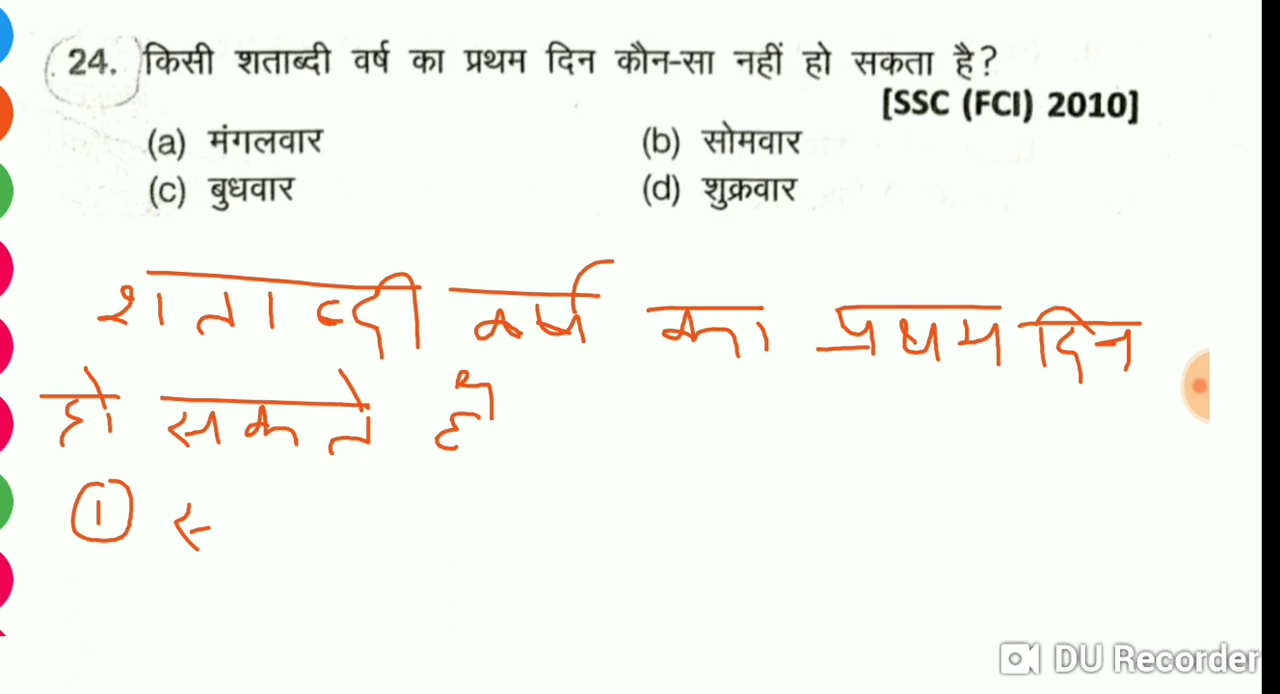 24. किसी शताब्दी वर्ष का प्रथम दिन कौन-सा नहीं हो सकता है?
[SSC (FCI) 2010]
(a) मंगलवार (b) सोमवार
(c) बुधवार (d) शुक्रवार
शताब्दी वर्ष का प्रथम दिन
हो सकते हैं
①
DU Recorder